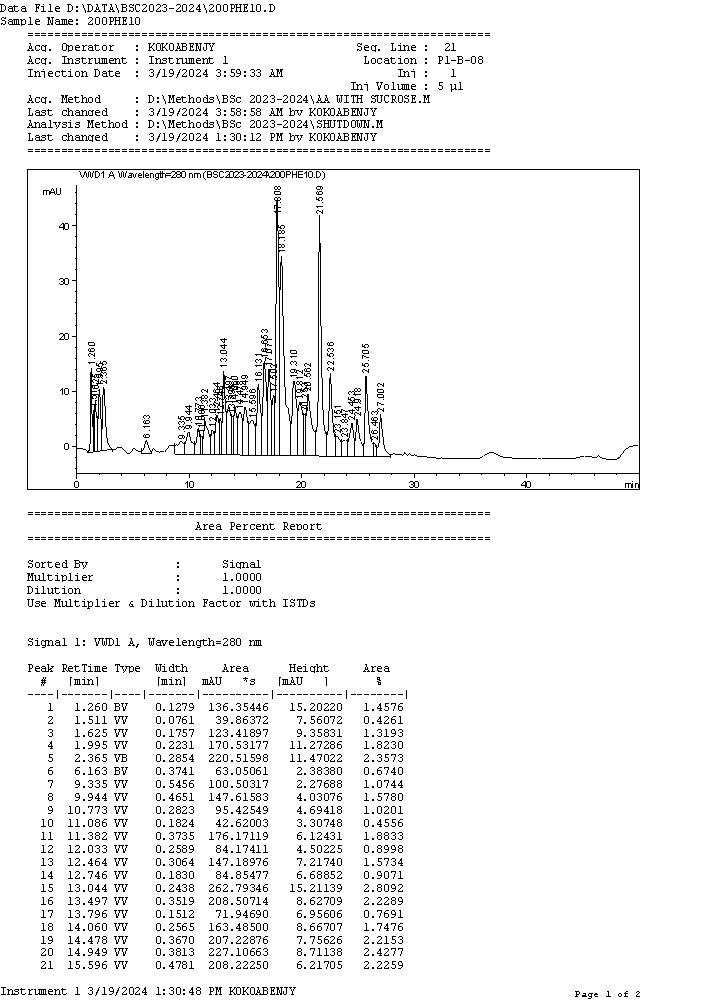 Data File D:\DATA\BSC2023-2024\200PHE10.D
Sample Name: 200PHE10
=====================================================================
Acq. Operator : KOKOABENJY Seq. Line : 21
Acq. Instrument : Instrument 1 Location : P1-B-08
Injection Date : 3/19/2024 3:59:33 AM Inj : 1
Inj Volume : 5 µl
Acq. Method : D:\Methods\BSc 2023-2024\AA WITH SUCROSE.M
Last changed : 3/19/2024 3:58:58 AM by KOKOABENJY
Analysis Method : D:\Methods\BSc 2023-2024\SHUTDOWN.M
Last changed : 3/19/2024 1:30:12 PM by KOKOABENJY
=====================================================================
VWD1 A, Wavelength=280 nm (BSC2023-2024\200PHE10.D)
mAU
40
30
20
10
0
1.260
2.365
6.163
9.335
9.944
13.044
15.596
16.131
17.808
18.185
19.310
21.569
22.536
24.918
25.705
26.463
27.002
0 10 20 30 40 min
=====================================================================
Area Percent Report
=====================================================================
Sorted By : Signal
Multiplier : 1.0000
Dilution : 1.0000
Use Multiplier & Dilution Factor with ISTDs
Signal 1: VWD1 A, Wavelength=280 nm
Peak RetTime Type Width Area Height Area
# [min] [min] mAU *s [mAU ] %
----|-------|----|-------|----------|----------|--------|
1 1.260 BV 0.1279 136.35446 15.20220 1.4576
2 1.511 VV 0.0761 39.86372 7.56072 0.4261
3 1.625 VV 0.1757 123.41897 9.35831 1.3193
4 1.995 VV 0.2231 170.53177 11.27286 1.8230
5 2.365 VB 0.2854 220.51598 11.47022 2.3573
6 6.163 BV 0.3741 63.05061 2.38380 0.6740
7 9.335 VV 0.5456 100.50317 2.27688 1.0744
8 9.944 VV 0.4651 147.61583 4.03076 1.5780
9 10.773 VV 0.2823 95.42549 4.69418 1.0201
10 11.086 VV 0.1824 42.62003 3.30748 0.4556
11 11.382 VV 0.3735 176.17119 6.12431 1.8833
12 12.033 VV 0.2589 84.17411 4.50225 0.8998
13 12.464 VV 0.3064 147.18976 7.21740 1.5734
14 12.746 VV 0.1830 84.85477 6.68852 0.9071
15 13.044 VV 0.2438 262.79346 15.21139 2.8092
16 13.497 VV 0.3519 208.50714 8.62709 2.2289
17 13.796 VV 0.1512 71.94690 6.95606 0.7691
18 14.060 VV 0.2565 163.48500 8.66707 1.7476
19 14.478 VV 0.3670 207.22876 7.75626 2.2153
20 14.949 VV 0.3813 227.10663 8.71138 2.4277
21 15.596 VV 0.4781 208.22250 6.21705 2.2259
Instrument 1 3/19/2024 1:30:48 PM KOKOABENJY Page 1 of 2